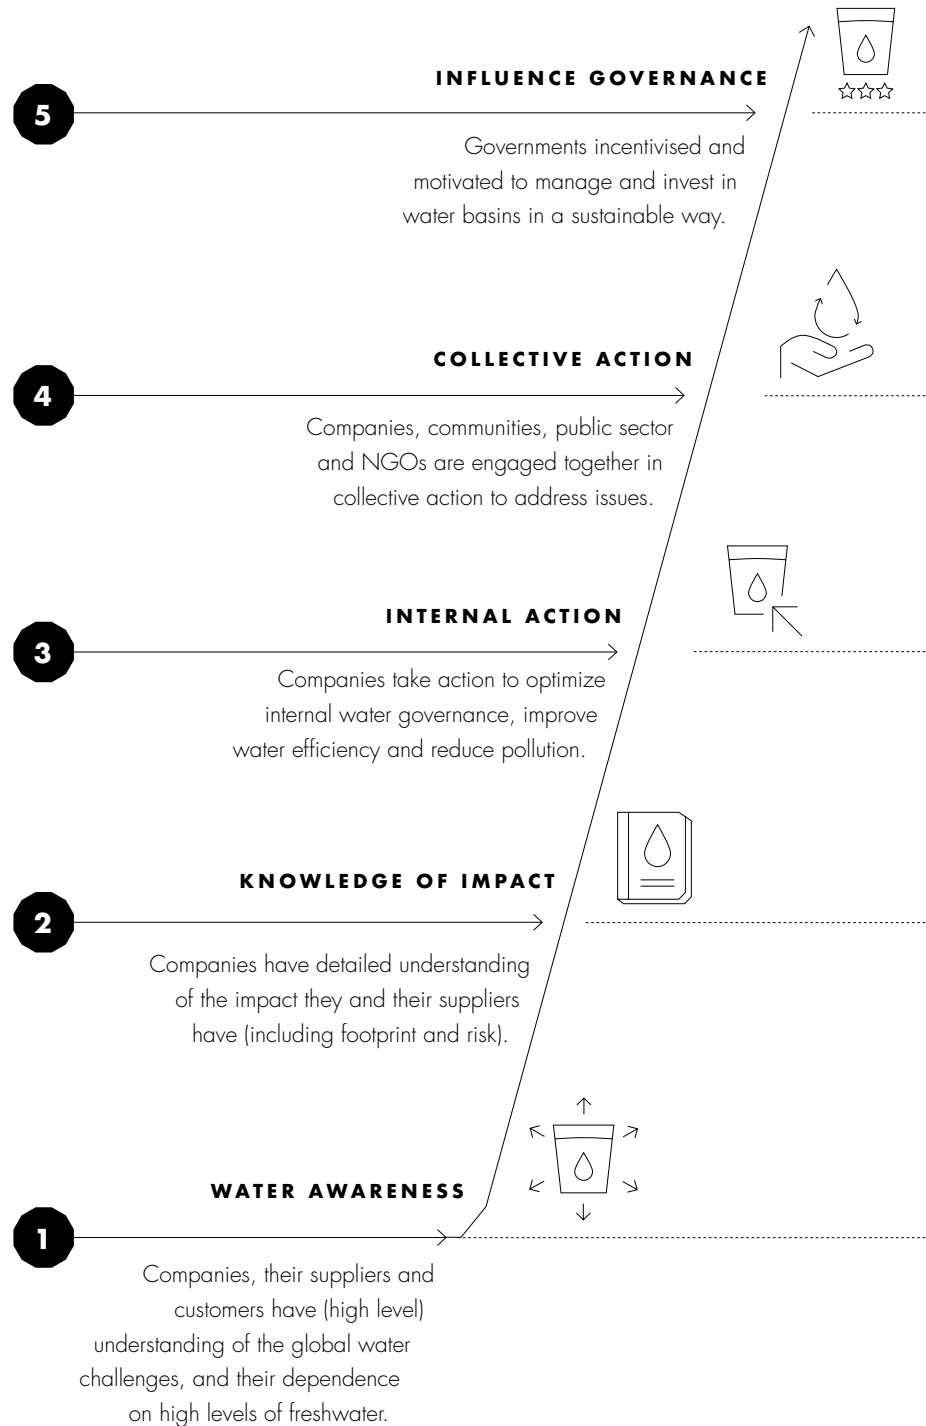 INFLUENCE GOVERNANCE
5
Governments incentivised and
motivated to manage and invest in
water basins in a sustainable way.
COLLECTIVE ACTION
4
Companies, communities, public sector
and NGOs are engaged together in
collective action to address issues.
INTERNAL ACTION
3
Companies take action to optimize
internal water governance, improve
water efficiency and reduce pollution.
KNOWLEDGE OF IMPACT
2
Companies have detailed understanding
of the impact they and their suppliers
have (including footprint and risk).
WATER AWARENESS
1
Companies, their suppliers and
customers have (high level)
understanding of the global water
challenges, and their dependence
on high levels of freshwater.